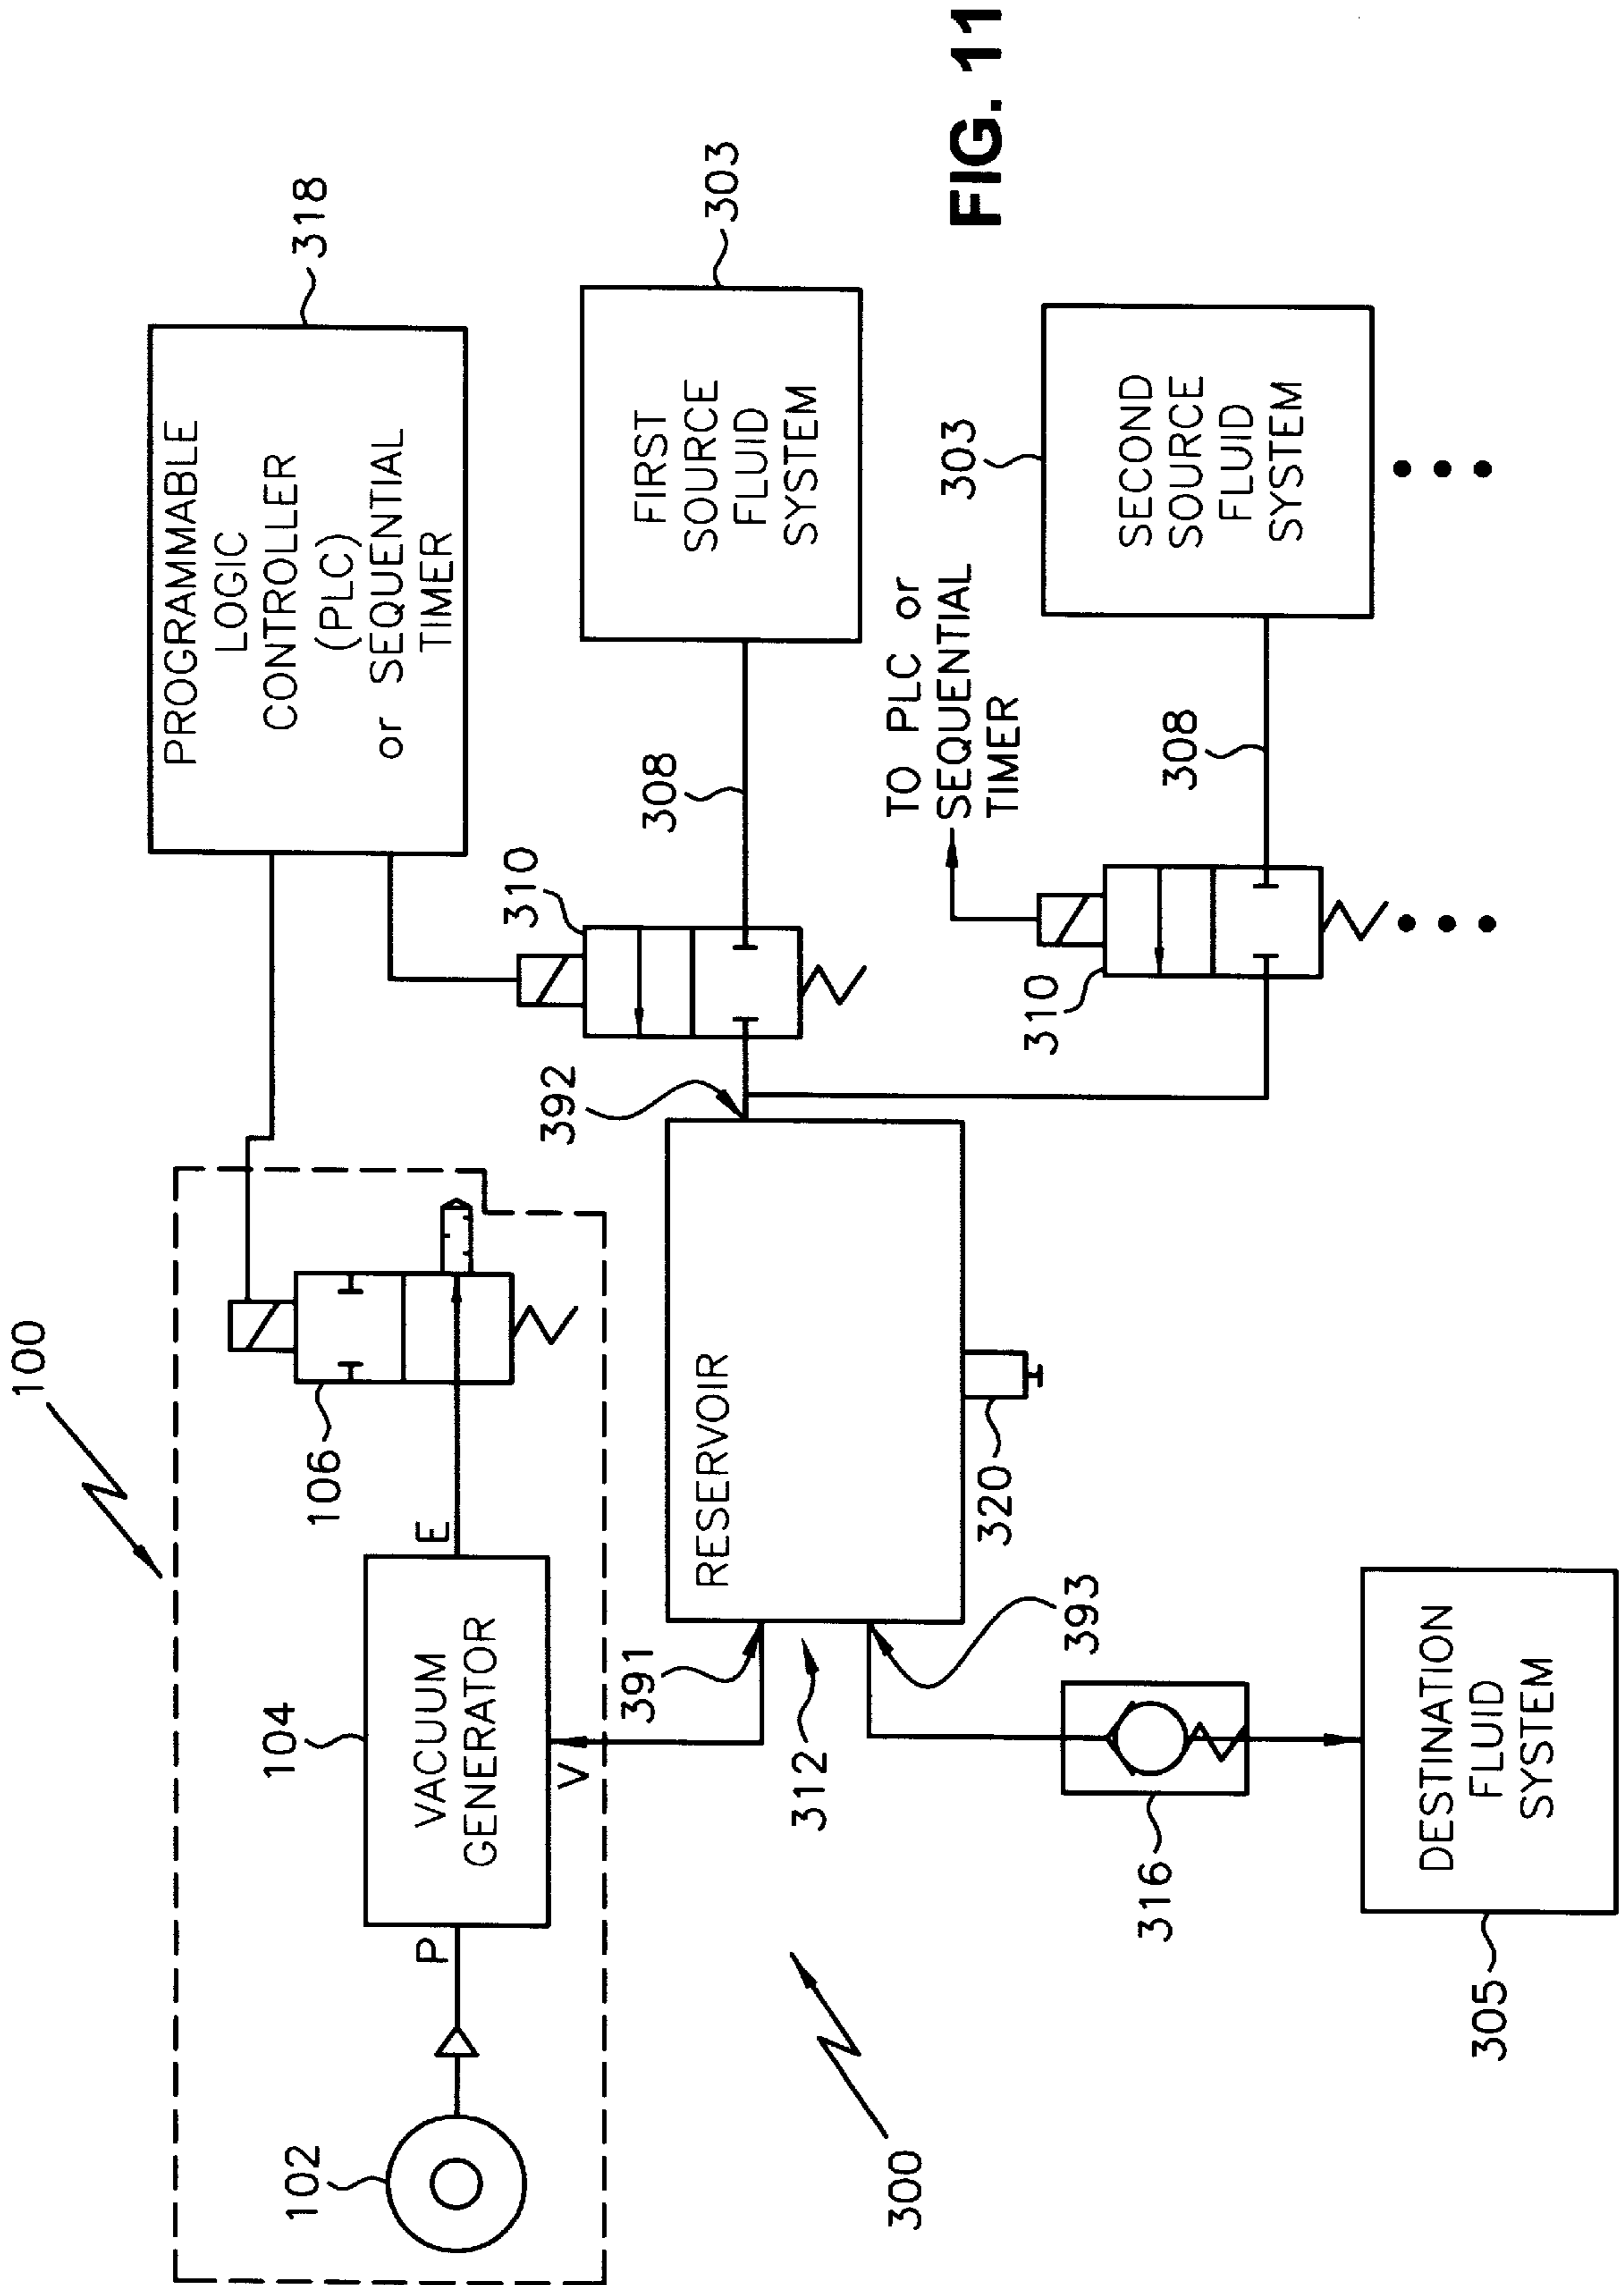 100
102
P
104
VACUUM
GENERATOR
E
V
106
PROGRAMMABLE
LOGIC
CONTROLLER
(PLC)
or SEQUENTIAL
TIMER
318
300
391
312
393
RESERVOIR
320
392
310
308
FIRST
SOURCE
FLUID
SYSTEM
303
TO PLC or
SEQUENTIAL
TIMER
310
308
303
SECOND
SOURCE
FLUID
SYSTEM
316
305
DESTINATION
FLUID
SYSTEM
FIG. 11